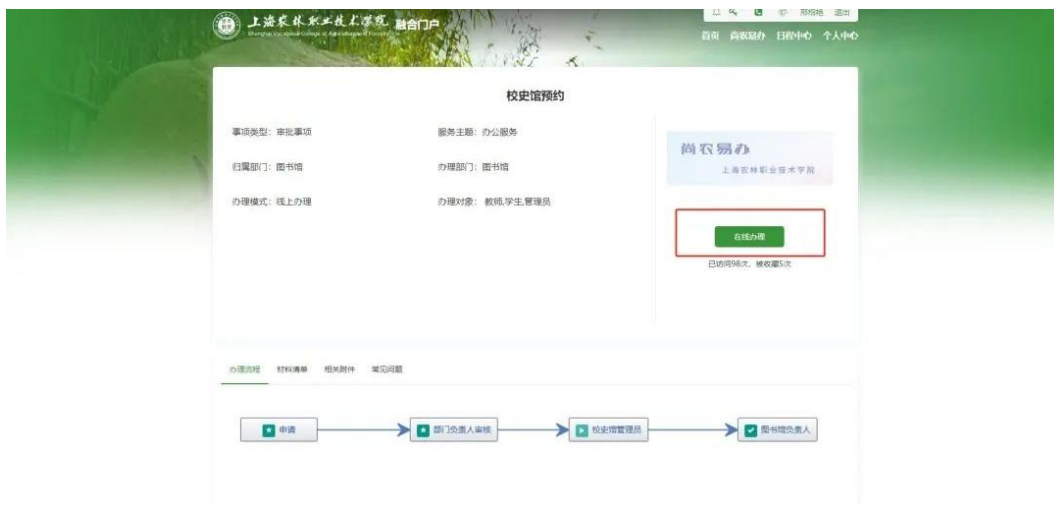 上海农林职业技术学院 融合门户 退出
首页 尚农易办 日程中心 个人中心
校史馆预约
事项类型：审批事项 服务主题：办公服务
尚农易办
归属部门：图书馆 办理部门：图书馆
上海农林职业技术学院
办理模式：线上办理 办理对象： 教师,学生,管理员
在线办理
已访问98次，被收藏5次
办理流程 材料清单 相关附件 常见问题
申请 部门负责人审核 校史馆管理员 图书馆负责人